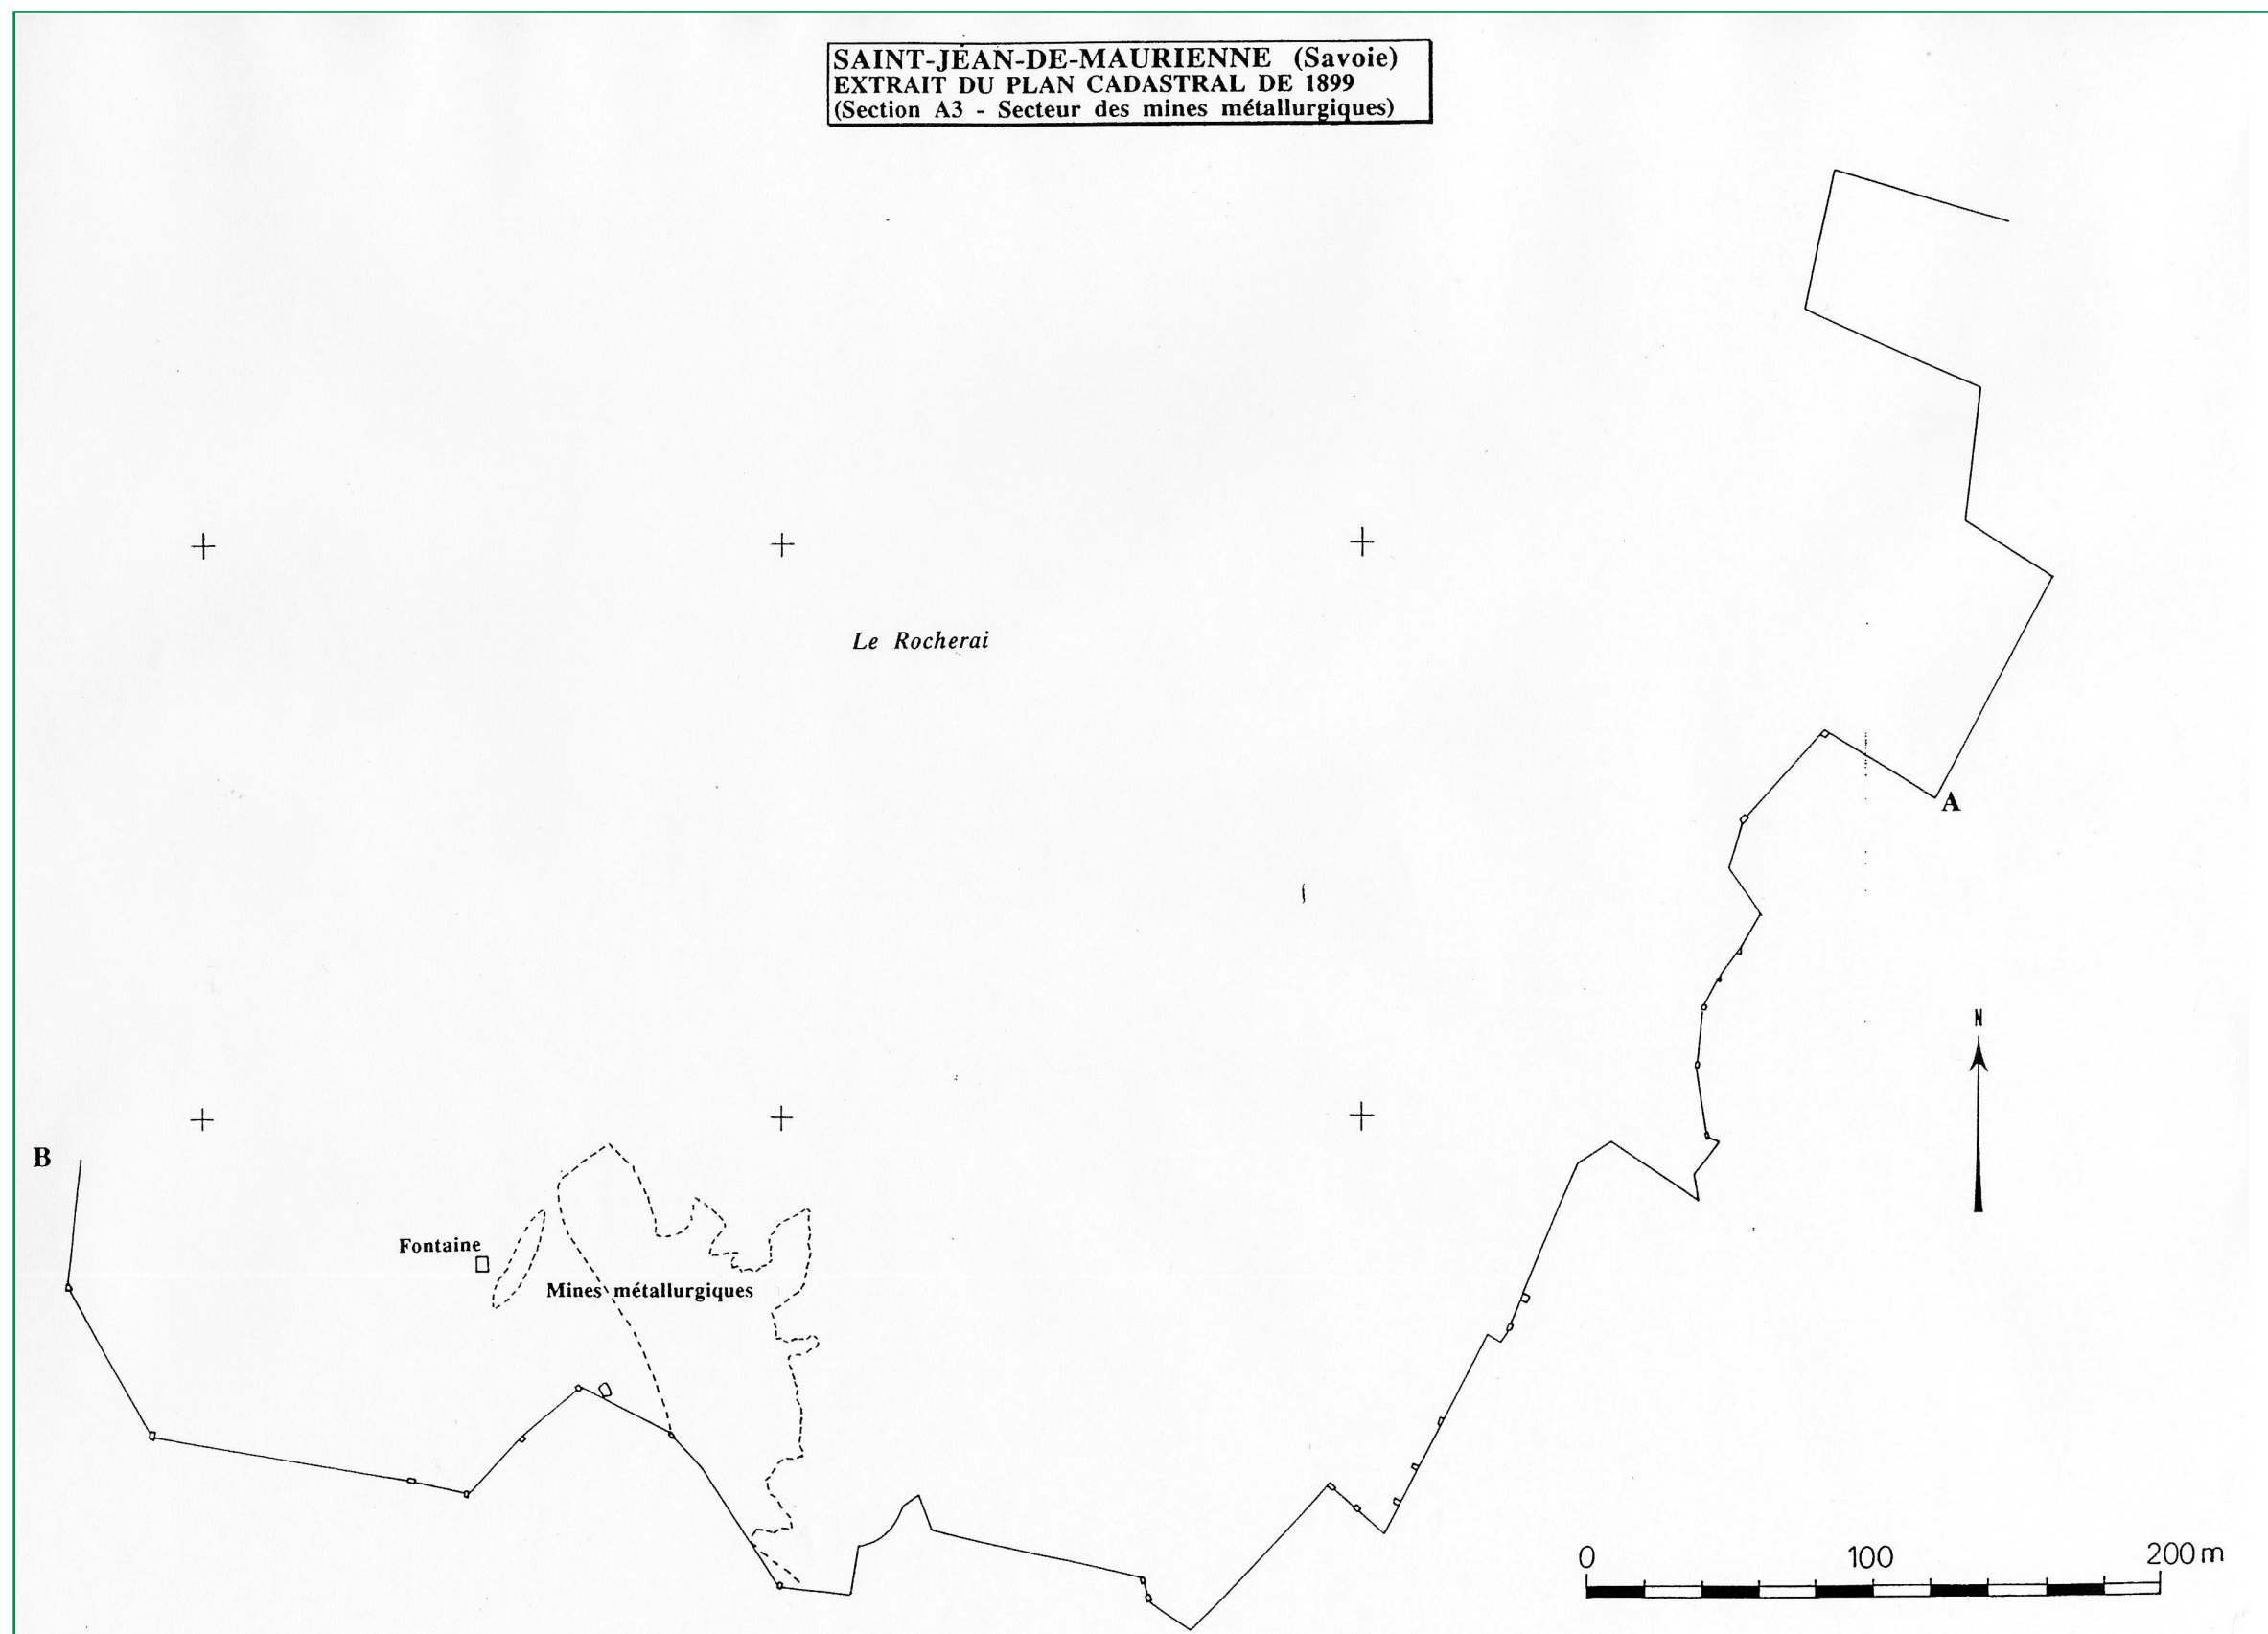 SAINT-JEAN-DE-MAURIENNE (Savoie)
EXTRAIT DU PLAN CADASTRAL DE 1899
(Section A3 - Secteur des mines métallurgiques)
Le Rocherai
A
N
B
Fontaine
Mines métallurgiques
0 100 200 m